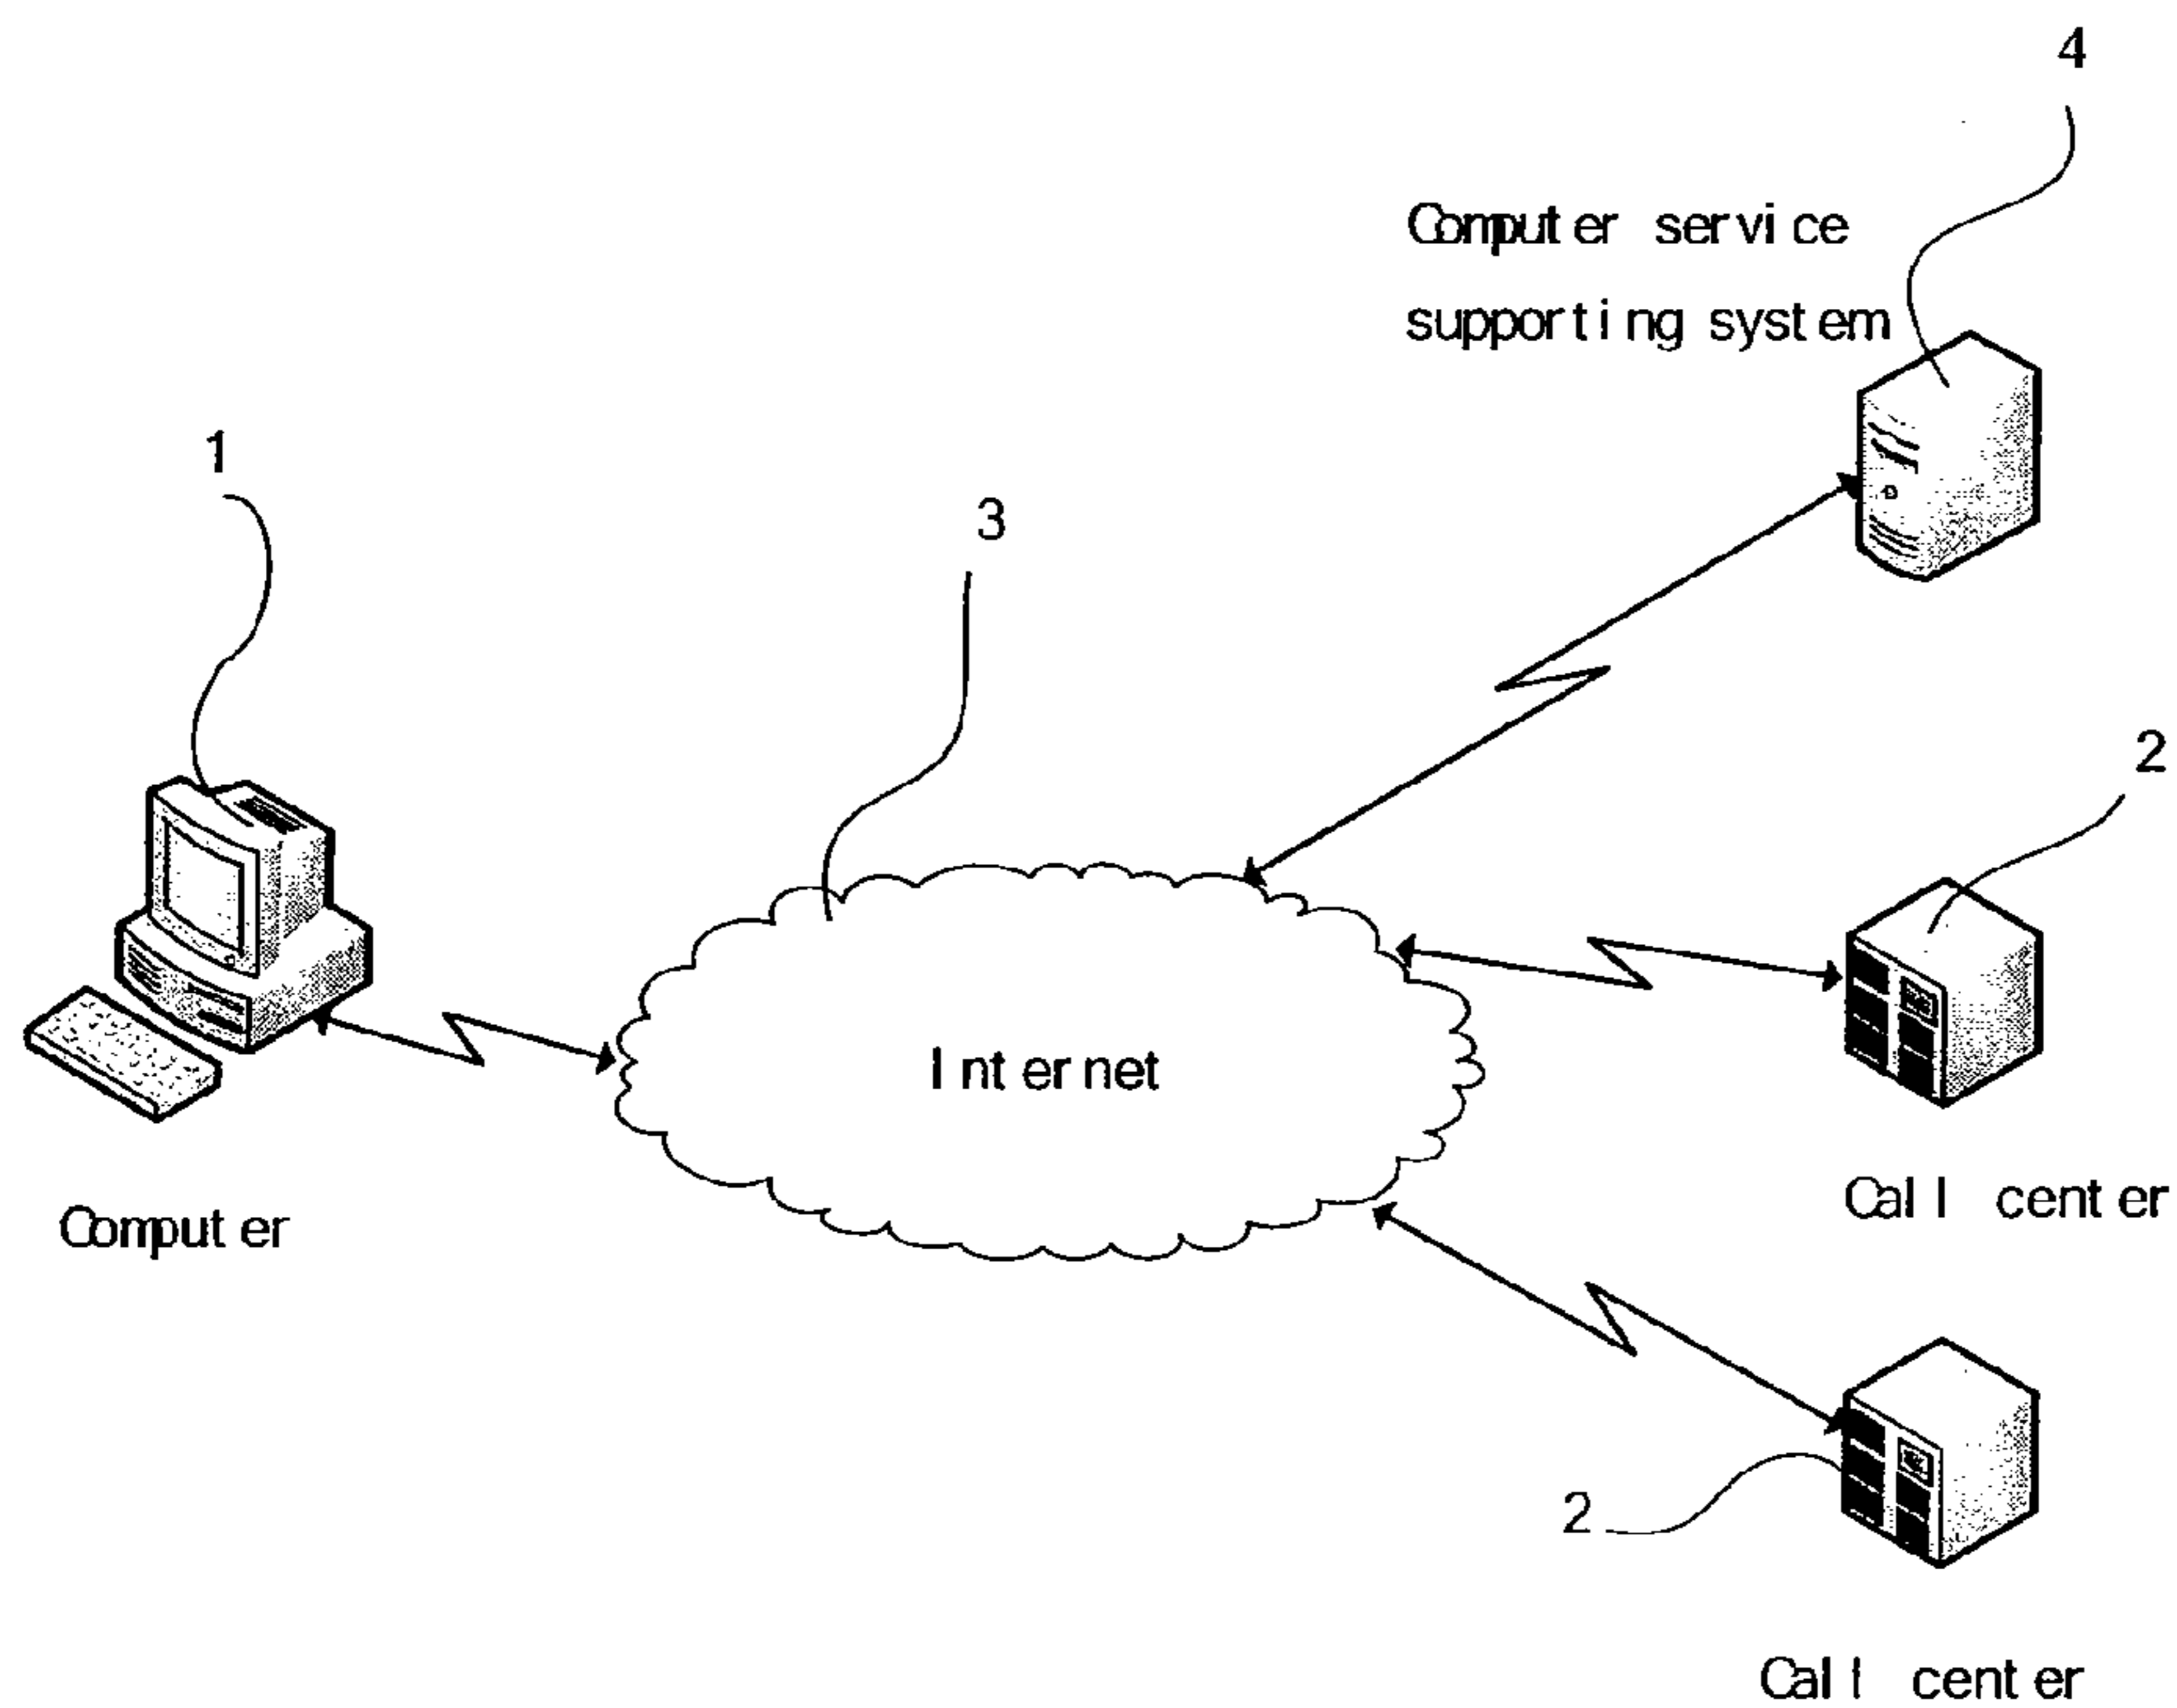 4
Computer service
supporting system
1
3
2
Internet
Call center
Computer
2
Call center